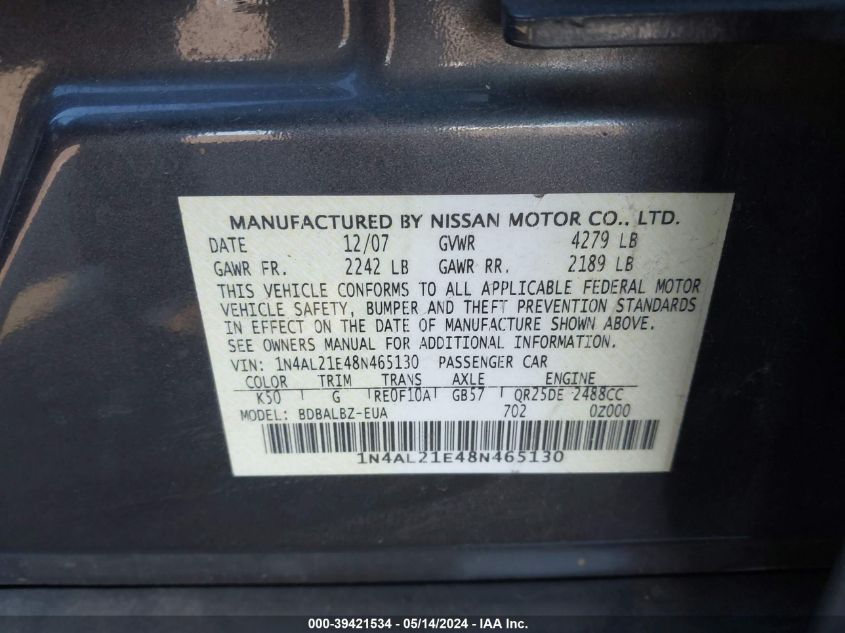 MANUFACTURED BY NISSAN MOTOR CO., LTD.
DATE 12/07 GVWR 4279 LB
GAWR FR. 2242 LB GAWR RR. 2189 LB
THIS VEHICLE CONFORMS TO ALL APPLICABLE FEDERAL MOTOR
VEHICLE SAFETY, BUMPER AND THEFT PREVENTION STANDARDS
IN EFFECT ON THE DATE OF MANUFACTURE SHOWN ABOVE.
SEE OWNERS MANUAL FOR ADDITIONAL INFORMATION.
VIN: 1N4AL21E48N465130 PASSENGER CAR
COLOR TRIM TRANS AXLE ENGINE
K50 G RE0F10A GB57 QR25DE 2488CC
MODEL: BDBALBZ-EUA 702 0Z000
1N4AL21E48N465130
000-39421534 - 05/14/2024 - IAA Inc.